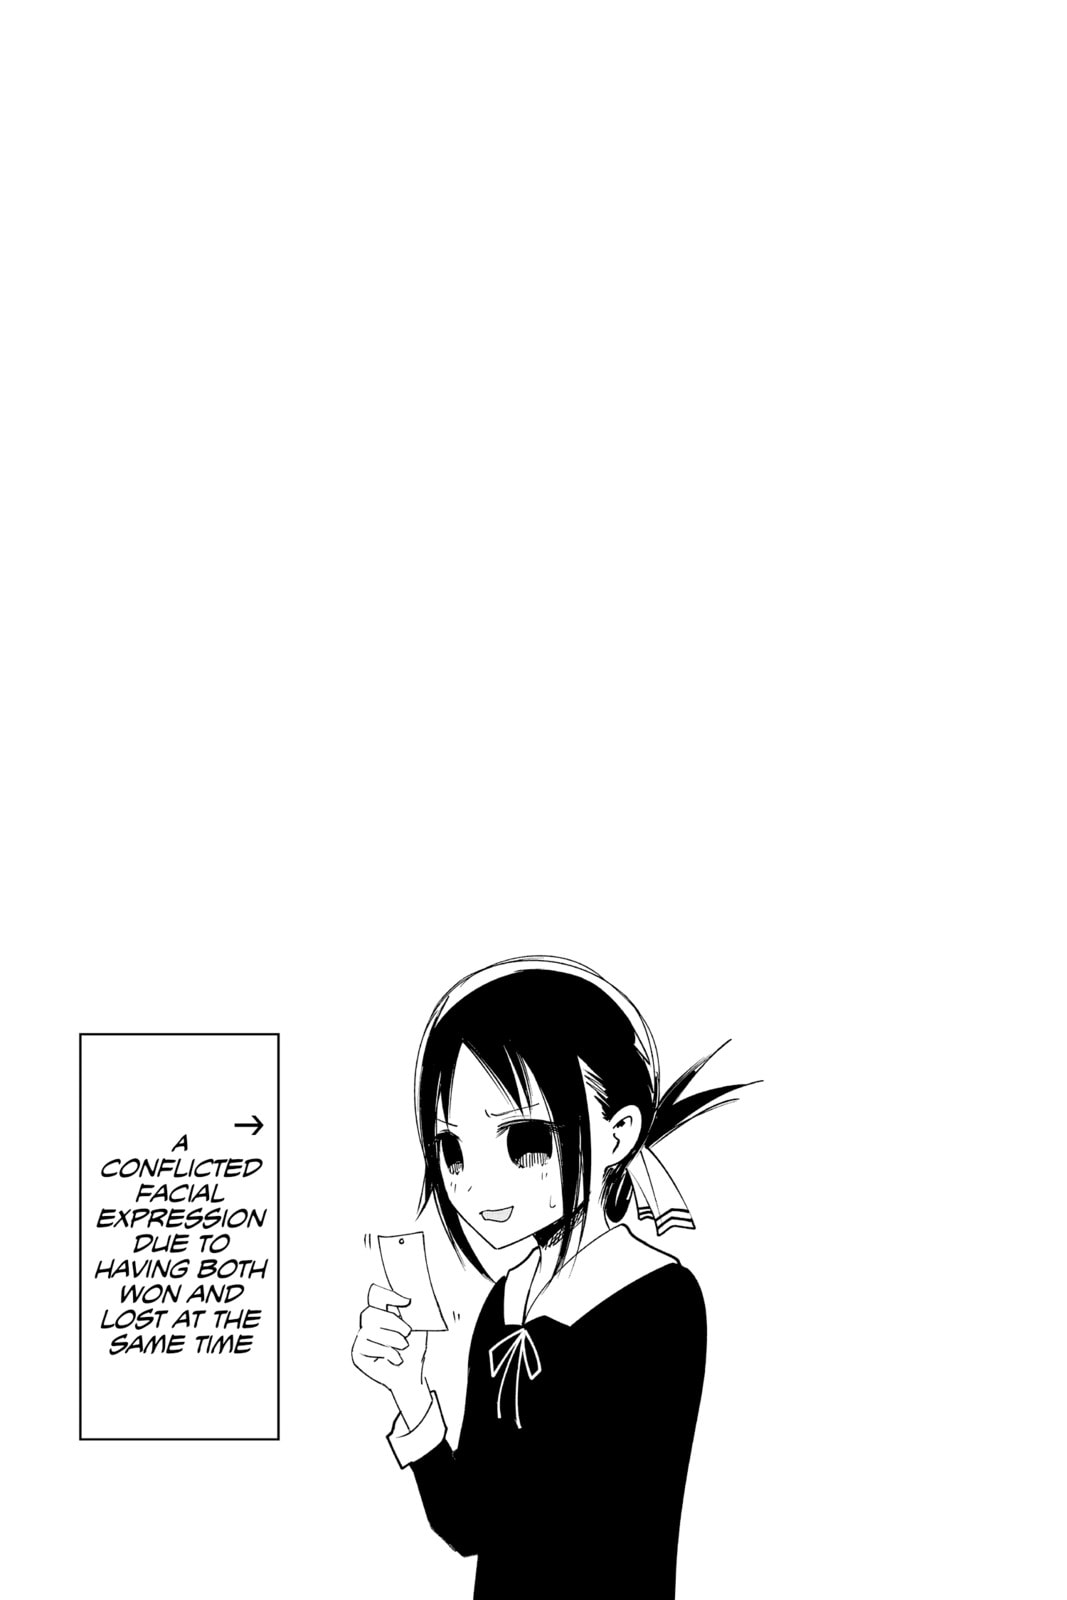 →
A
CONFLICTED
FACIAL
EXPRESSION
DUE TO
HAVING BOTH
WON AND
LOST AT THE
SAME TIME